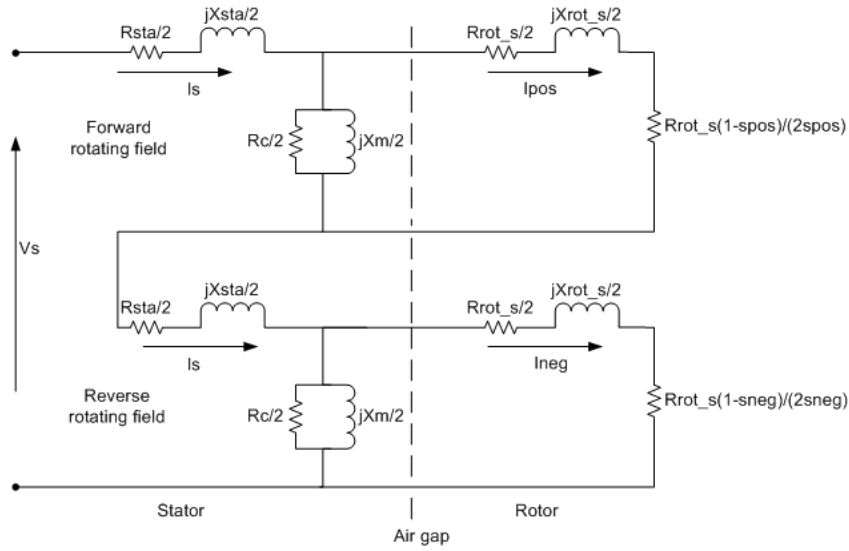 jXsta/2
Rsta/2
Is
jXrot_s/2
Rrot_s/2
Ipos
Forward
rotating field
Rc/2
jXm/2
Rrot_s(1-spos)/(2spos)
Vs
jXsta/2
Rsta/2
Is
jXrot_s/2
Rrot_s/2
Ineg
Reverse
rotating field
Rc/2
jXm/2
Rrot_s(1-sneg)/(2sneg)
Stator
Rotor
Air gap